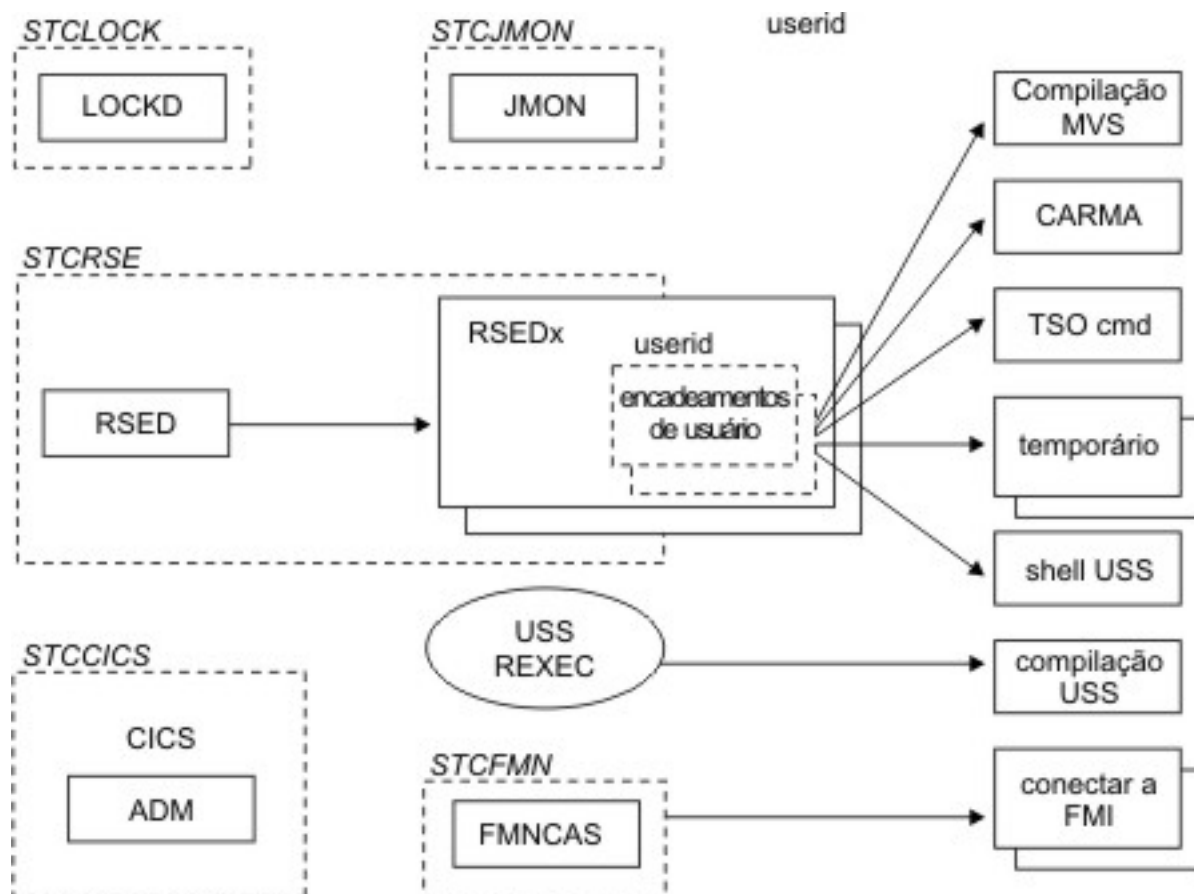 STCLOCK
LOCKD
STCJMON
JMON
userid
Compilação
MVS
CARMA
STCRSE
RSED
RSEDx
userid
encadeamentos
de usuário
TSO cmd
temporário
shell USS
USS
REXEC
compilação
USS
STCCICS
CICS
ADM
STCFMN
FMNCAS
conectar a
FMI